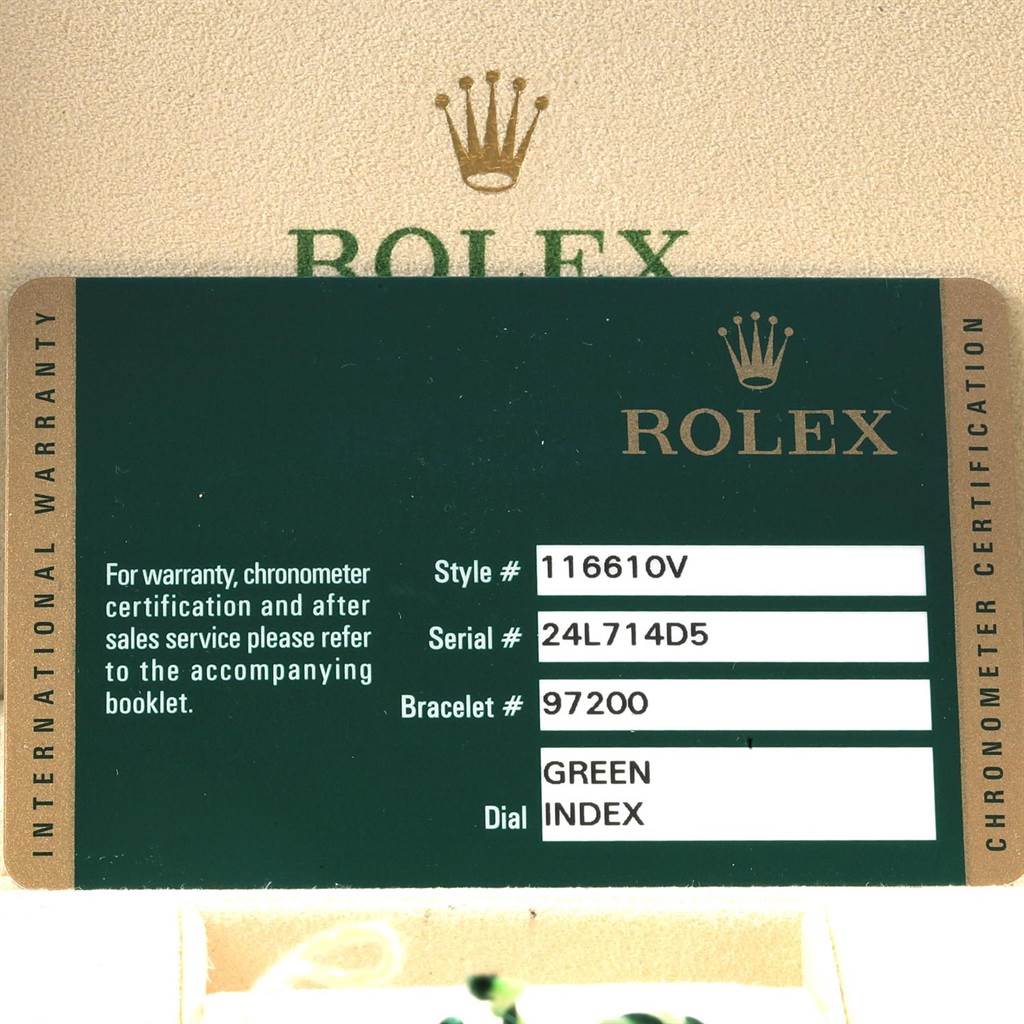 ROLEX
INTERNATIONAL WARRANTY
ROLEX
For warranty, chronometer
certification and after
sales service please refer
to the accompanying
booklet.
Style # 116610V
Serial # 24L714D5
Bracelet # 97200
Dial GREEN
INDEX
CHRONOMETER CERTIFICATION